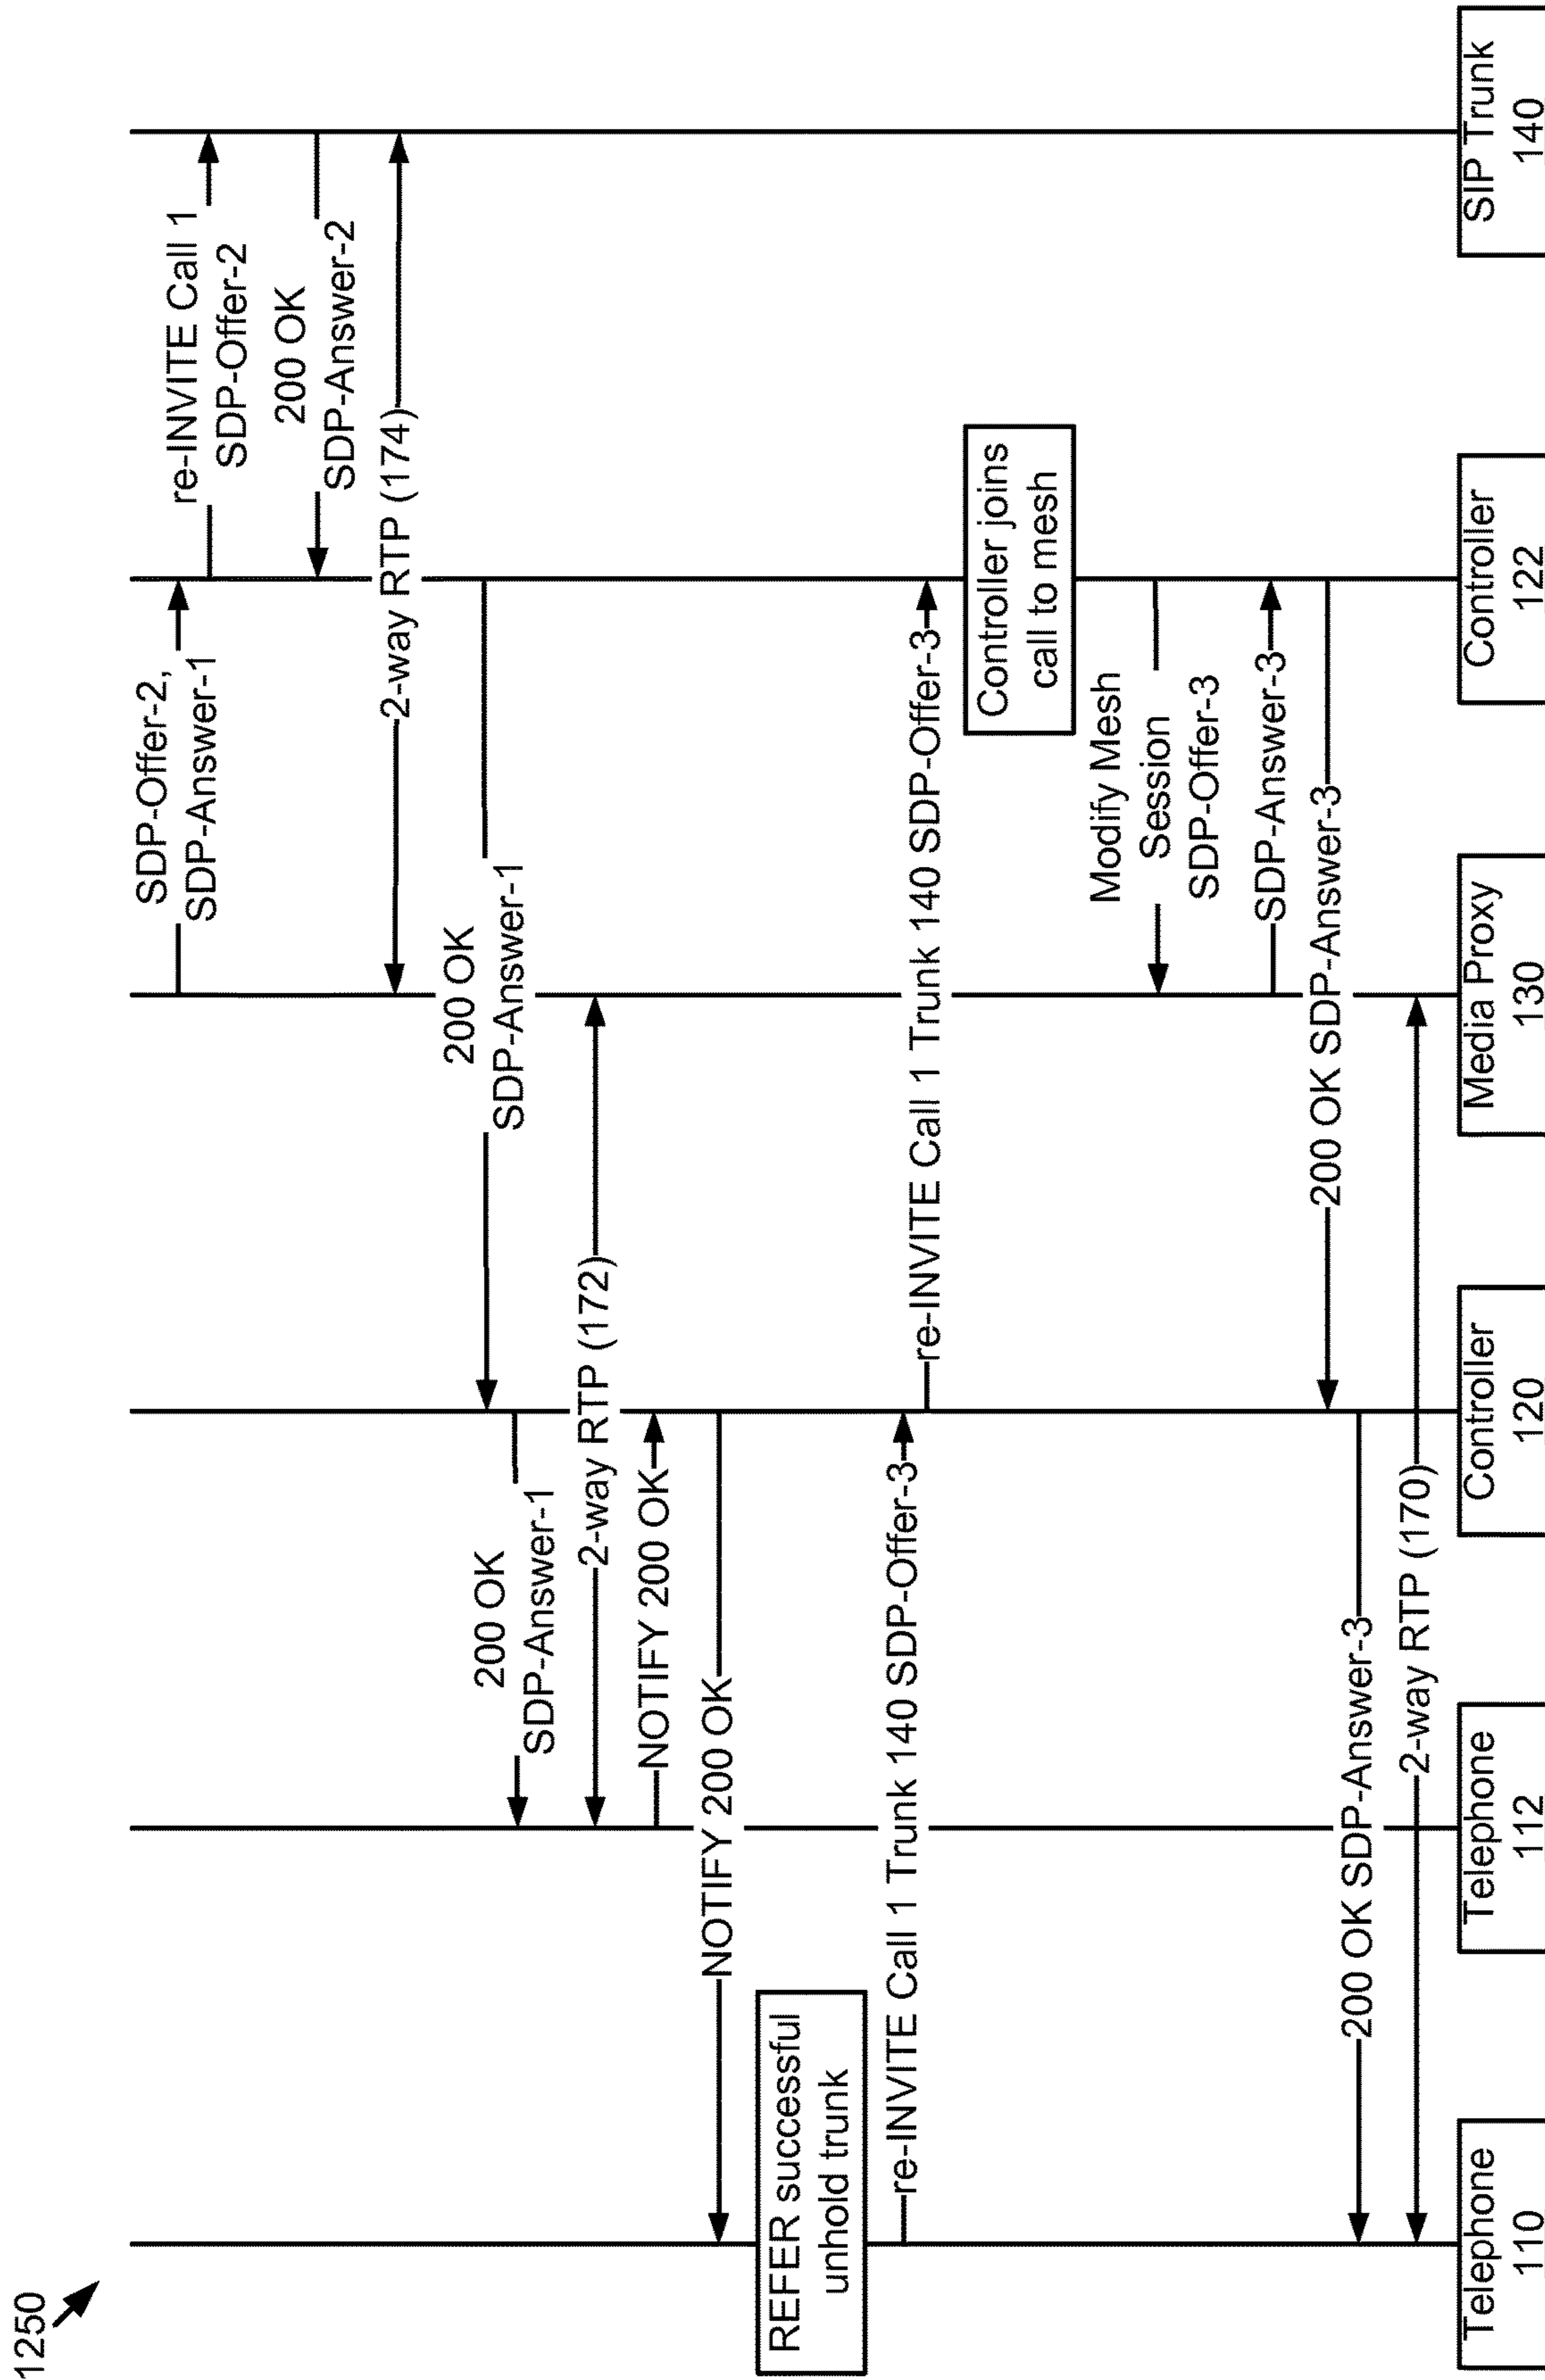 1250
SDP-Offer-2,
SDP-Answer-1
re-INVITE Call 1
SDP-Offer-2
200 OK
SDP-Answer-2
2-way RTP (174)
200 OK
SDP-Answer-1
200 OK
SDP-Answer-1
2-way RTP (172)
NOTIFY 200 OK
NOTIFY 200 OK
REFER successful
unhold trunk
re-INVITE Call 1 Trunk 140 SDP-Offer-3
re-INVITE Call 1 Trunk 140 SDP-Offer-3
Controller joins
call to mesh
Modify Mesh
Session
SDP-Offer-3
SDP-Answer-3
200 OK SDP-Answer-3
200 OK SDP-Answer-3
2-way RTP (170)
Telephone
110
Telephone
112
Controller
120
Media Proxy
130
Controller
122
SIP Trunk
140